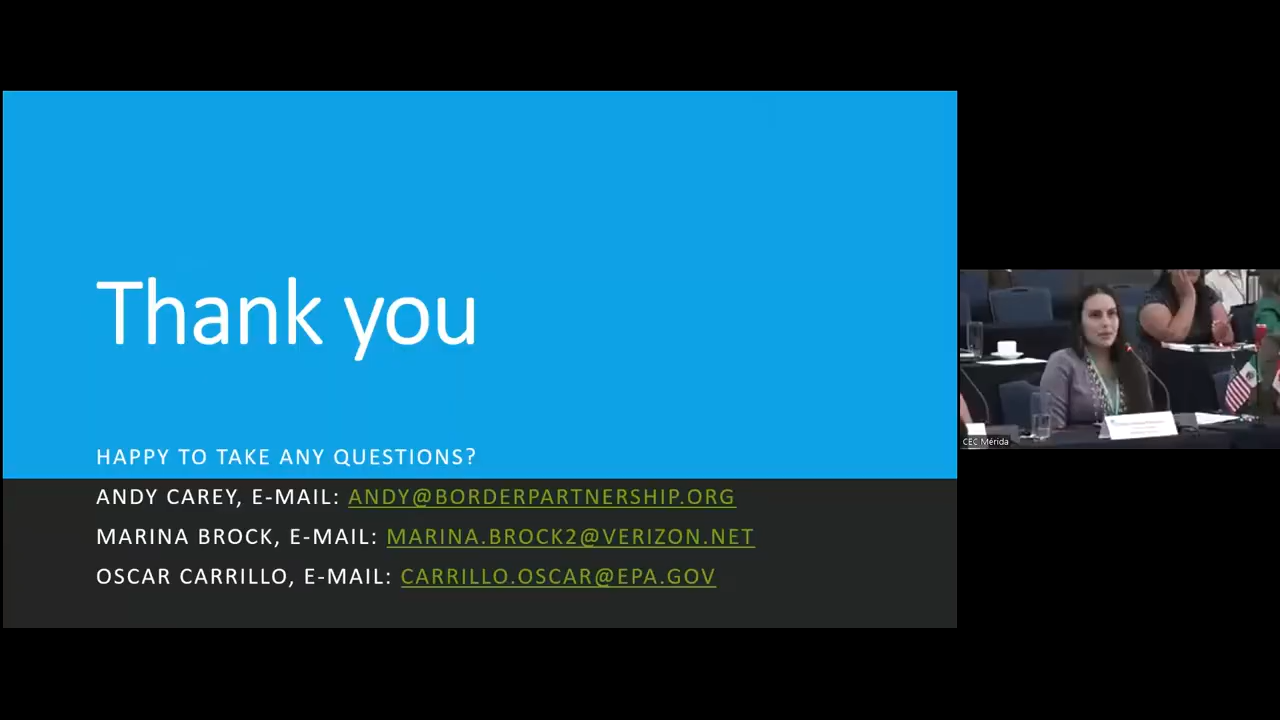 Thank you
HAPPY TO TAKE ANY QUESTIONS?
ANDY CAREY, E-MAIL: ANDY@BORDERPARTNERSHIP.ORG
MARINA BROCK, E-MAIL: MARINA.BROCK2@VERIZON.NET
OSCAR CARRILLO, E-MAIL: CARRILLO.OSCAR@EPA.GOV
CEC Mérida